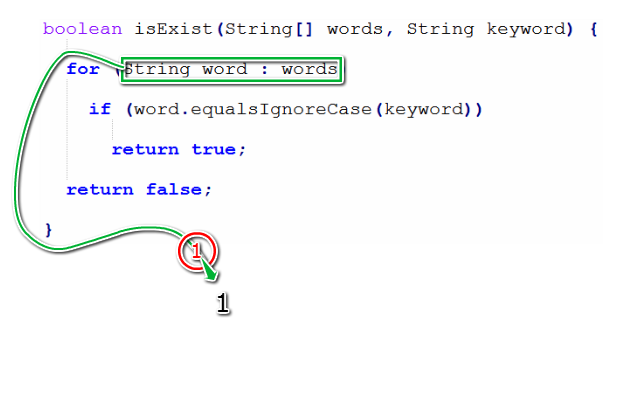 boolean isExist(String[] words, String keyword) {
for (String word : words)
if (word.equalsIgnoreCase(keyword))
return true;
return false;
}
1
1